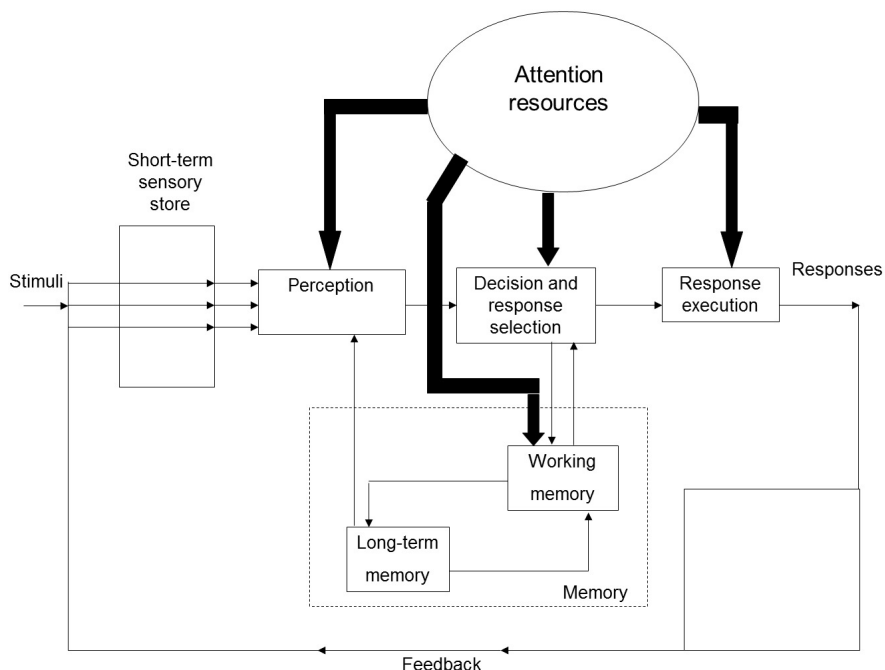 Attention
resources
Short-term
sensory
store
Stimuli
Perception
Decision and
response
selection
Response
execution
Responses
Working
memory
Long-term
memory
Memory
Feedback